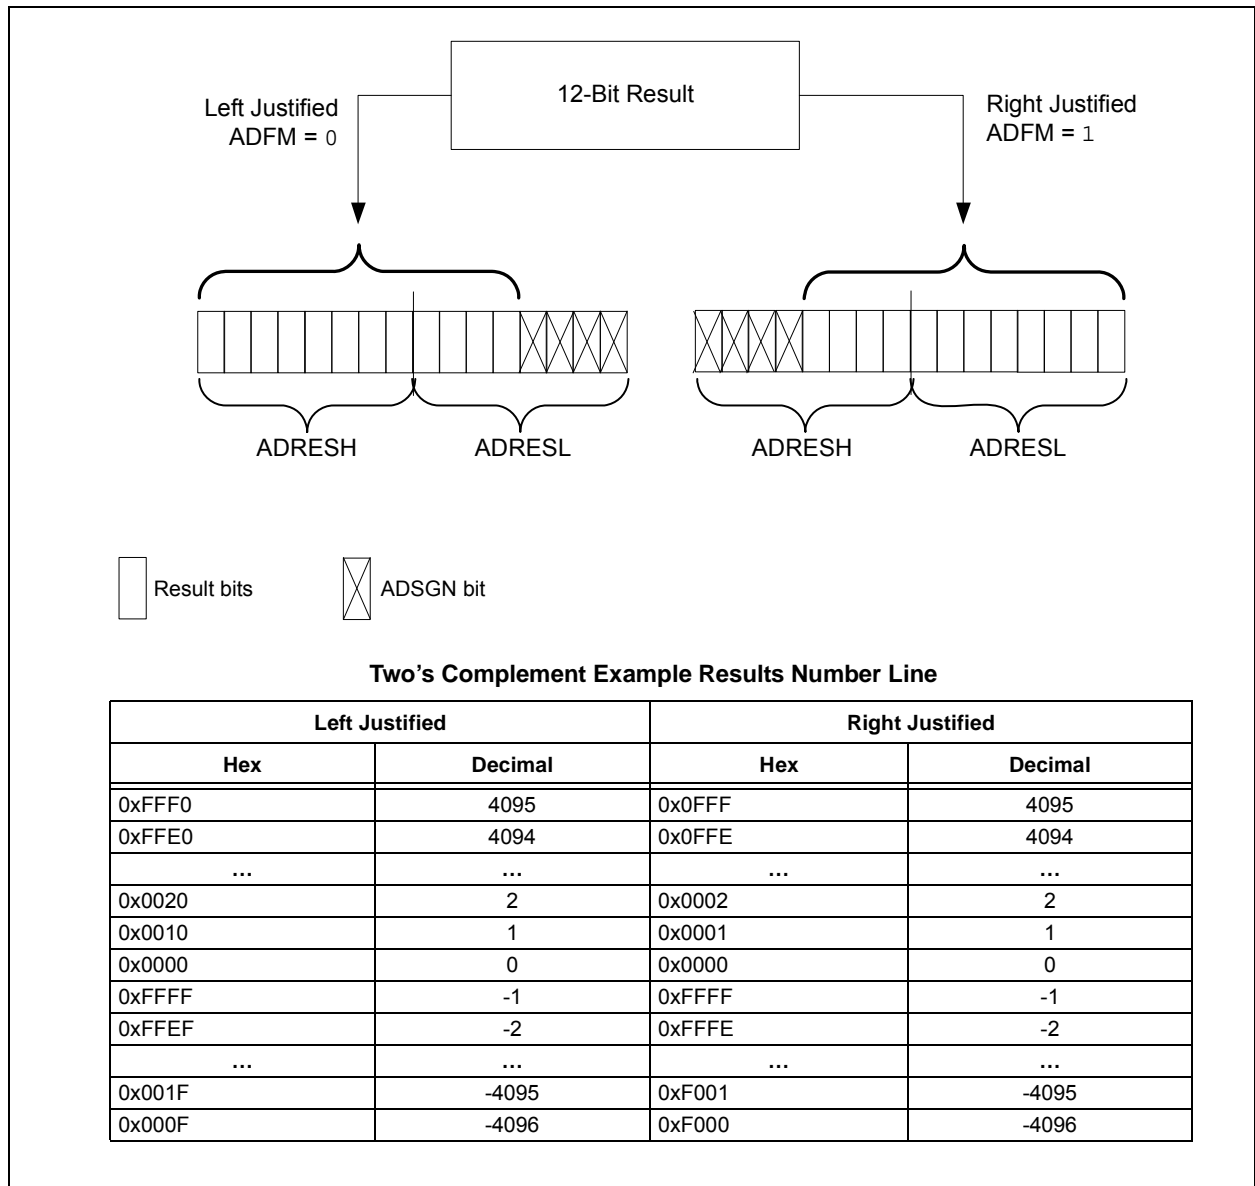 12-Bit Result
Left Justified
ADFM = 0
Right Justified
ADFM = 1
ADRESH
ADRESL
ADRESH
ADRESL
Result bits
ADSGN bit
Two's Complement Example Results Number Line
Left Justified Right Justified
Hex Decimal Hex Decimal
0xFFF0 4095 0x0FFF 4095
0xFFE0 4094 0x0FFE 4094
... ... ... ...
0x0020 2 0x0002 2
0x0010 1 0x0001 1
0x0000 0 0x0000 0
0xFFFF -1 0xFFFF -1
0xFFEF -2 0xFFFE -2
... ... ... ...
0x001F -4095 0xF001 -4095
0x000F -4096 0xF000 -4096